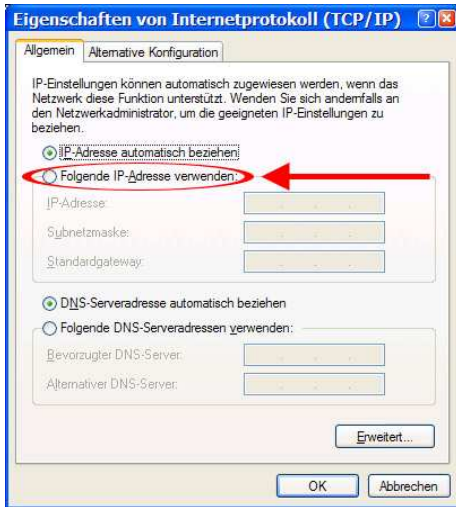 Eigenschaften von Internetprotokoll (TCP/IP)
Allgemein Alternative Konfiguration
IP-Einstellungen können automatisch zugewiesen werden, wenn das
Netzwerk diese Funktion unterstützt. Wenden Sie sich andernfalls an
den Netzwerkadministrator, um die geeigneten IP-Einstellungen zu
beziehen.
IP-Adresse automatisch beziehen
Folgende IP-Adresse verwenden:
IP-Adresse:
Subnetzmaske:
Standardgateway:
DNS-Serveradresse automatisch beziehen
Folgende DNS-Serveradressen verwenden:
Bevorzugter DNS-Server:
Alternativer DNS-Server:
Erweitert...
OK Abbrechen